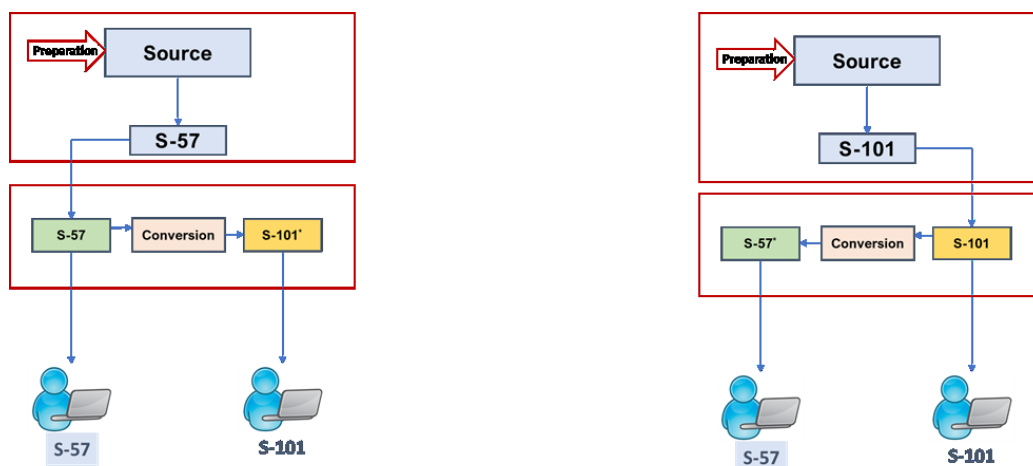 Preparation
Source
S-57
S-57
Conversion
S-101*
S-57
S-101
Preparation
Source
S-101
S-57*
Conversion
S-101
S-57
S-101